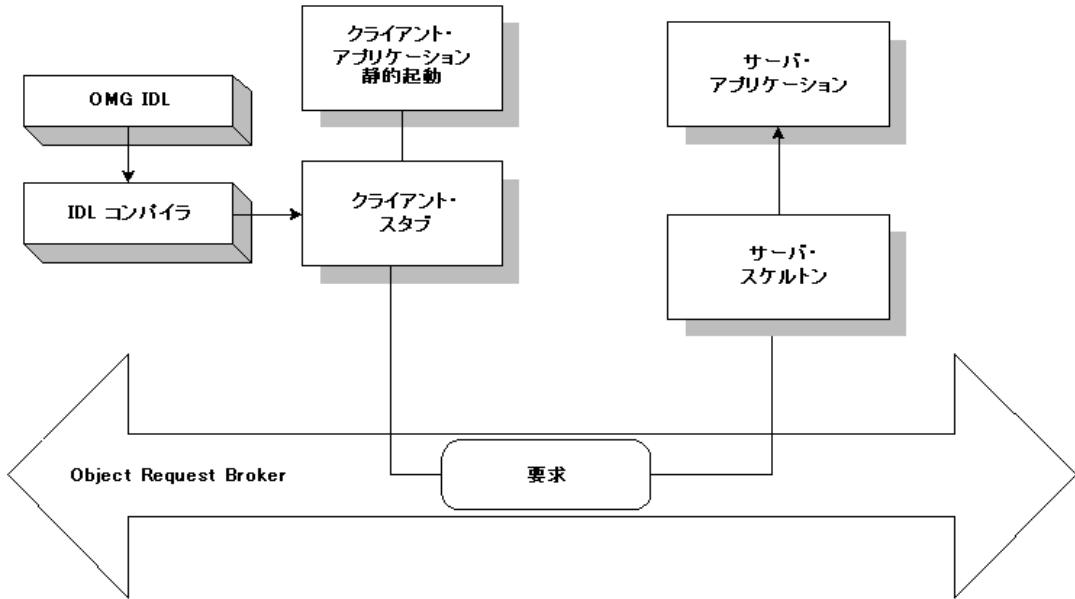 クライアント・
アプリケーション
静的起動
サーバ・
アプリケーション
OMG IDL
IDL コンパイラ
クライアント・
スタブ
サーバ・
スケルトン
Object Request Broker
要求